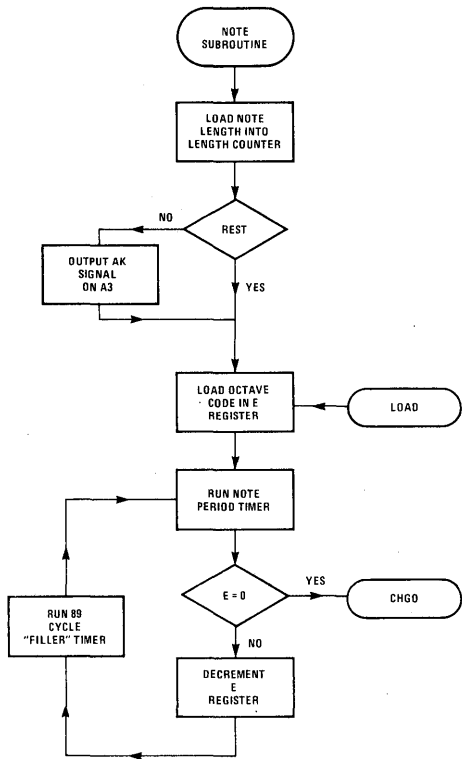 NOTE
SUBROUTINE
LOAD NOTE
LENGTH INTO
LENGTH COUNTER
NO
REST
OUTPUT AK
SIGNAL
ON A3
YES
LOAD OCTAVE
CODE IN E
REGISTER
LOAD
RUN NOTE
PERIOD TIMER
YES
E = 0
CHGO
RUN 89
CYCLE
"FILLER" TIMER
NO
DECREMENT
E
REGISTER